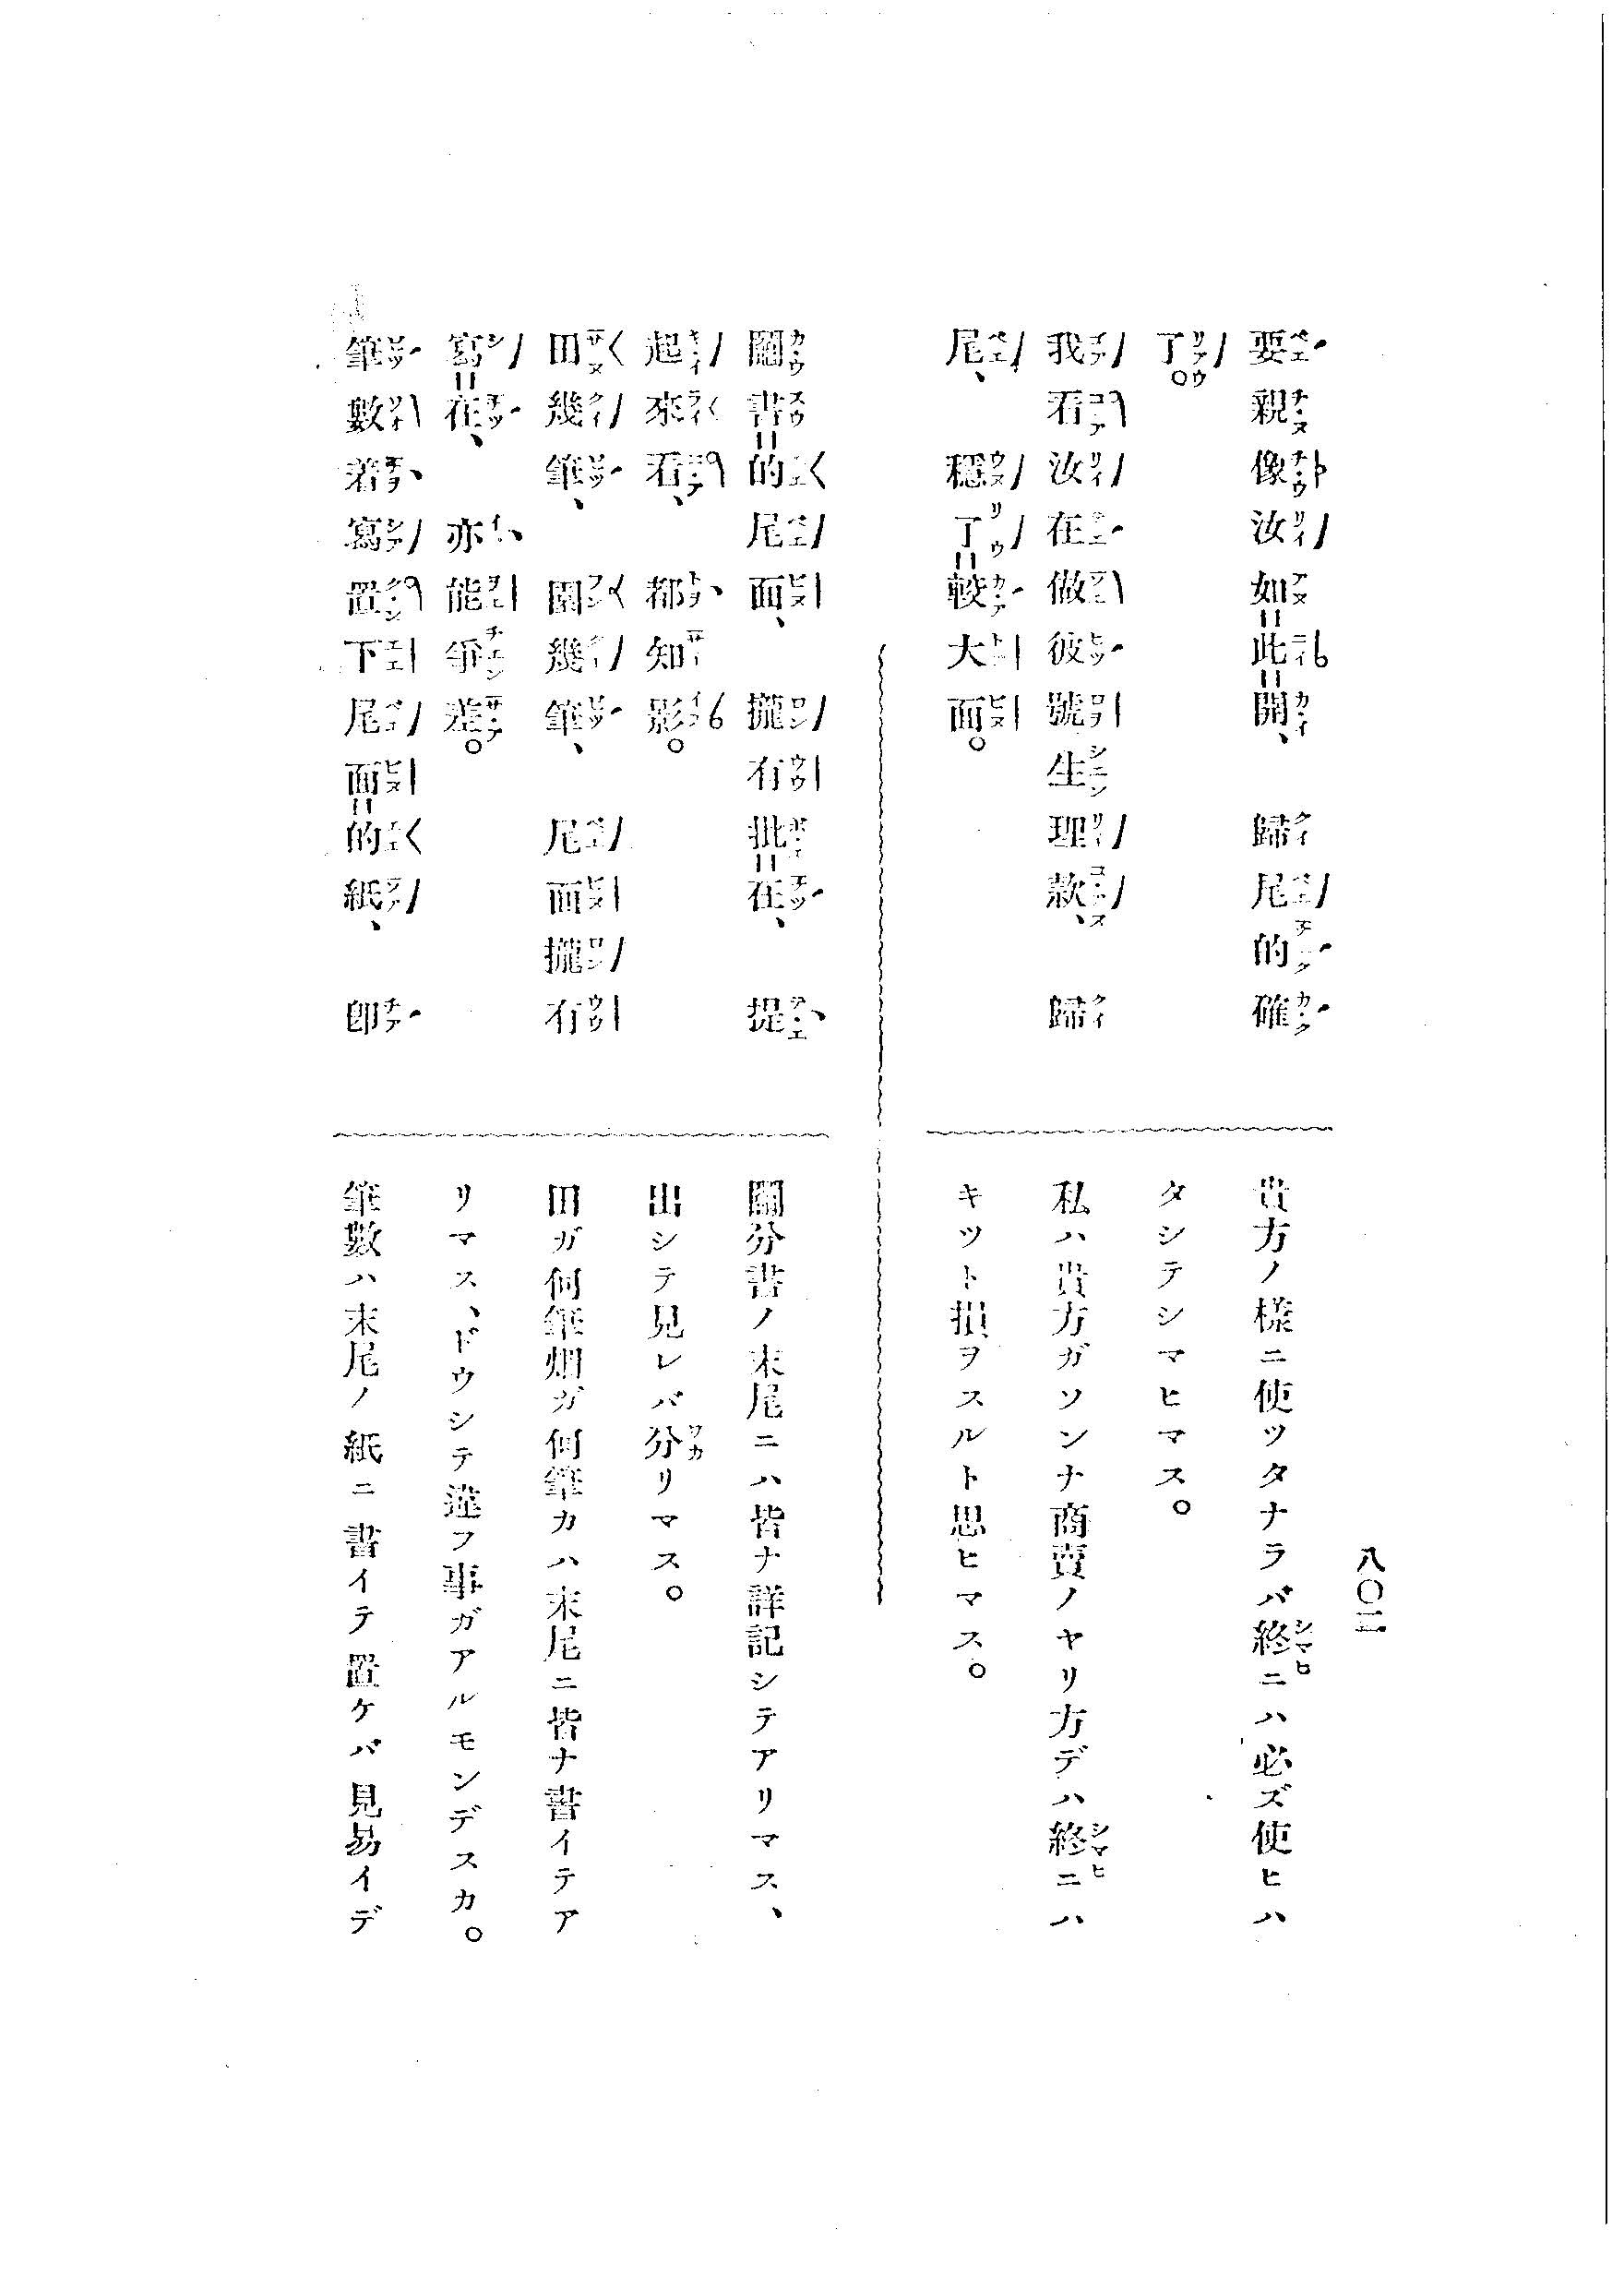 八〇二
要親像汝如＝此＝開、歸尾的確
了。
我看汝在做彼號生理款、歸
尾、穩了＝較大面。
貴方ノ樣ニ使ツタナラバ終ニハ必ズ使ヒハ
タシテシマヒマス。
私ハ貴方ガソンナ商賣ノヤリ方デハ終ニハ
キツト損ヲスルト思ヒマス。
鬮書＝的尾面、攏有批＝在、提
起來看、都知影。
田幾筆、園幾筆、尾面攏有
寫＝在、亦能爭差。
筆數着寫置下尾面＝的紙、卽
鬮分書ノ末尾ニハ皆ナ詳記シテアリマス、
出シテ見レバ分リマス。
田ガ何筆畑ガ何筆カハ末尾ニ皆ナ書イテア
リマス、ドウシテ違フ事ガアルモンデスカ。
筆數ハ末尾ノ紙ニ書イテ置ケバ見易イデ